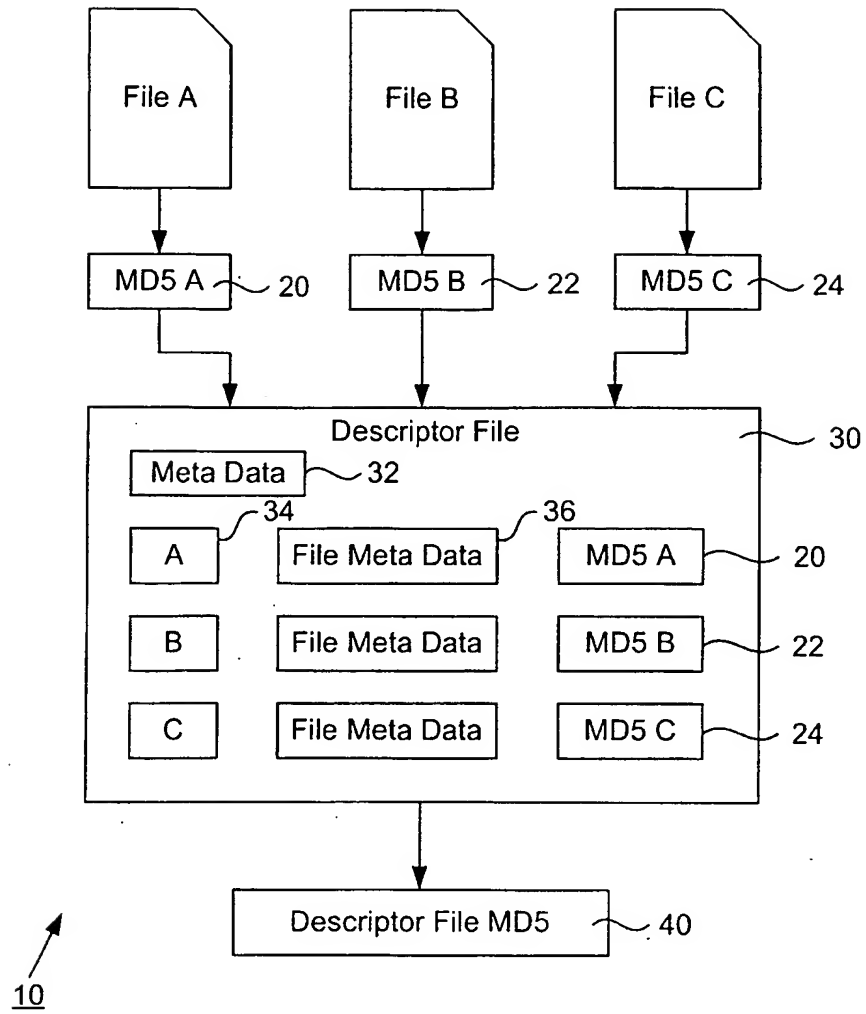 File A
File B
File C
MD5 A
20
MD5 B
22
MD5 C
24
Descriptor File
30
Meta Data
32
34
36
A
File Meta Data
MD5 A
20
B
File Meta Data
MD5 B
22
C
File Meta Data
MD5 C
24
Descriptor File MD5
40
10